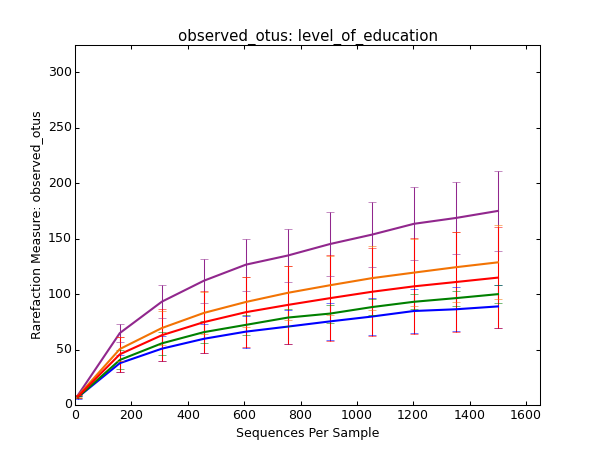 observed_otus: level_of_education
Rarefaction Measure: observed_otus
300
250
200
150
100
50
0
0 200 400 600 800 1000 1200 1400 1600
Sequences Per Sample